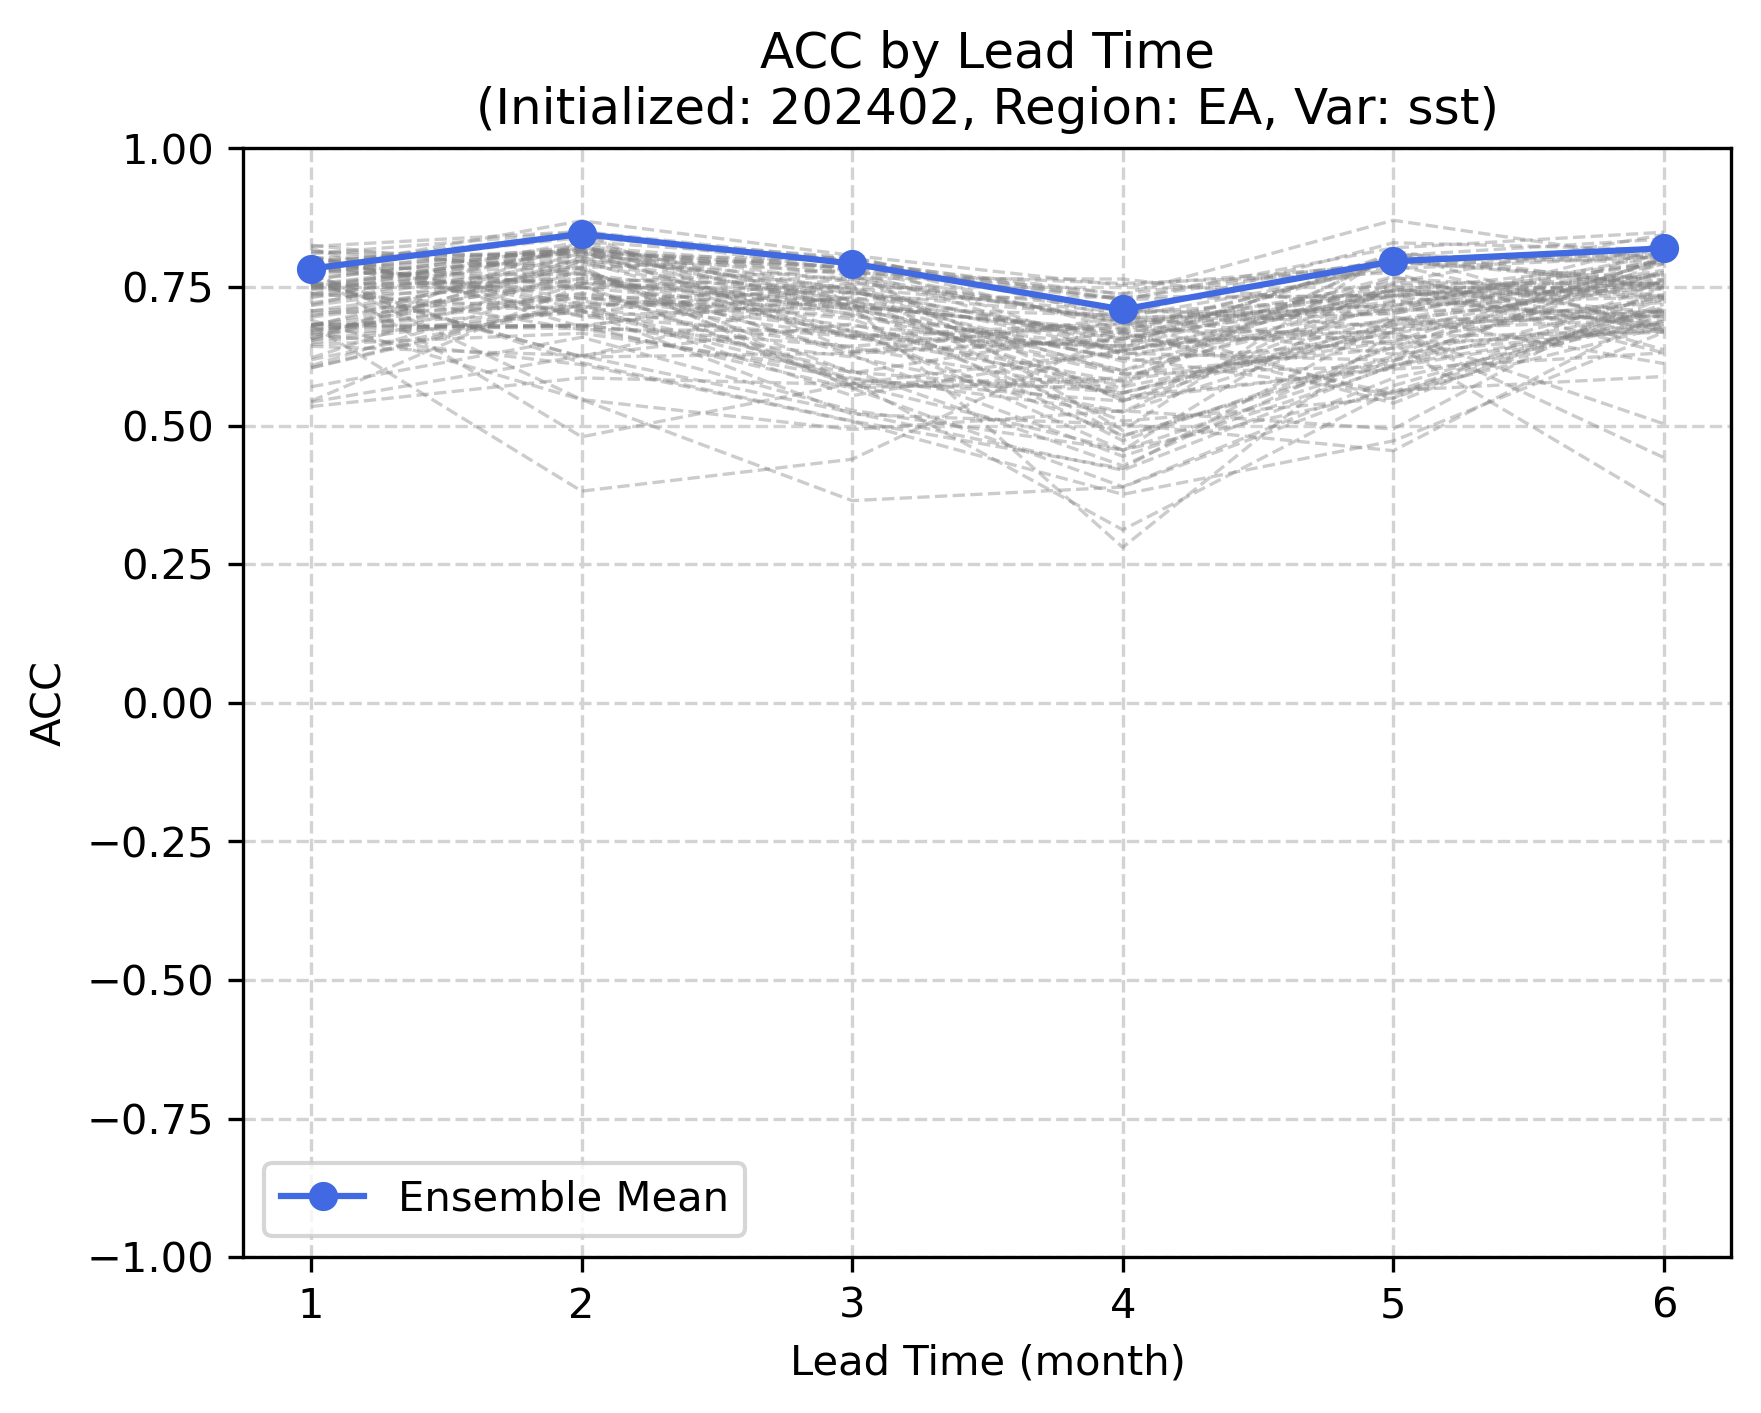 ACC by Lead Time
(Initialized: 202402, Region: EA, Var: sst)
1.00
0.75
0.50
0.25
0.00
−0.25
−0.50
−0.75
−1.00
ACC
Ensemble Mean
1 2 3 4 5 6
Lead Time (month)